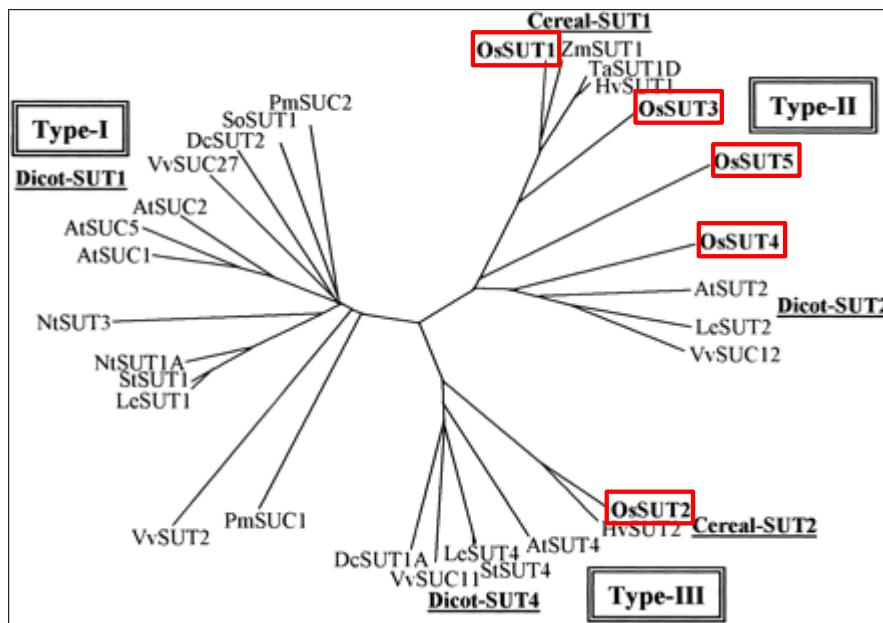 Cereal-SUT1
OsSUT1
ZmSUT1
TaSUT1D
HvSUT1
OsSUT3
Type-II
OsSUT5
OsSUT4
AtSUT2
Dicot-SUT2
LeSUT2
VvSUC12
Type-I
Dicot-SUT1
PmSUC2
SoSUT1
DcSUT2
VvSUC27
AtSUC2
AtSUC5
AtSUC1
NtSUT3
NtSUT1A
StSUT1
LeSUT1
VvSUT2
PmSUC1
DcSUT1A
VvSUC11
LeSUT4
StSUT4
AtSUT4
Dicot-SUT4
OsSUT2
HvSUT2
Cereal-SUT2
Type-III